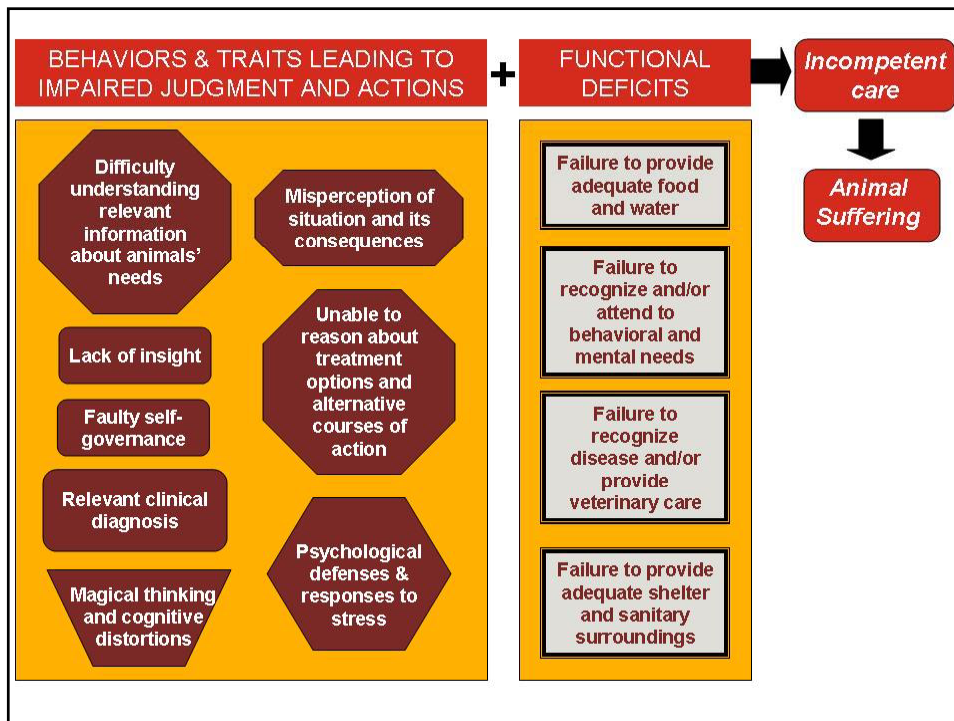 BEHAVIORS & TRAITS LEADING TO
IMPAIRED JUDGMENT AND ACTIONS
+
FUNCTIONAL
DEFICITS
Incompetent
care
Animal
Suffering
Difficulty
understanding
relevant
information
about animals'
needs
Lack of insight
Faulty self-
governance
Relevant clinical
diagnosis
Magical thinking
and cognitive
distortions
Misperception of
situation and its
consequences
Unable to
reason about
treatment
options and
alternative
courses of
action
Psychological
defenses &
responses to
stress
Failure to provide
adequate food
and water
Failure to
recognize and/or
attend to
behavioral and
mental needs
Failure to
recognize
disease and/or
provide
veterinary care
Failure to provide
adequate shelter
and sanitary
surroundings